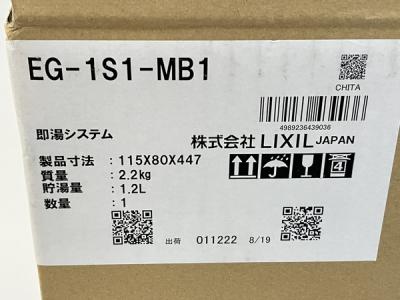 EG-1S1-MB1
CHITA
4989236439036
即湯システム
株式会社 LIXIL JAPAN
製品寸法 : 115X80X447
質量 : 2.2kg
貯湯量 : 1.2L
数量 : 1
4
出荷 011222 8/19